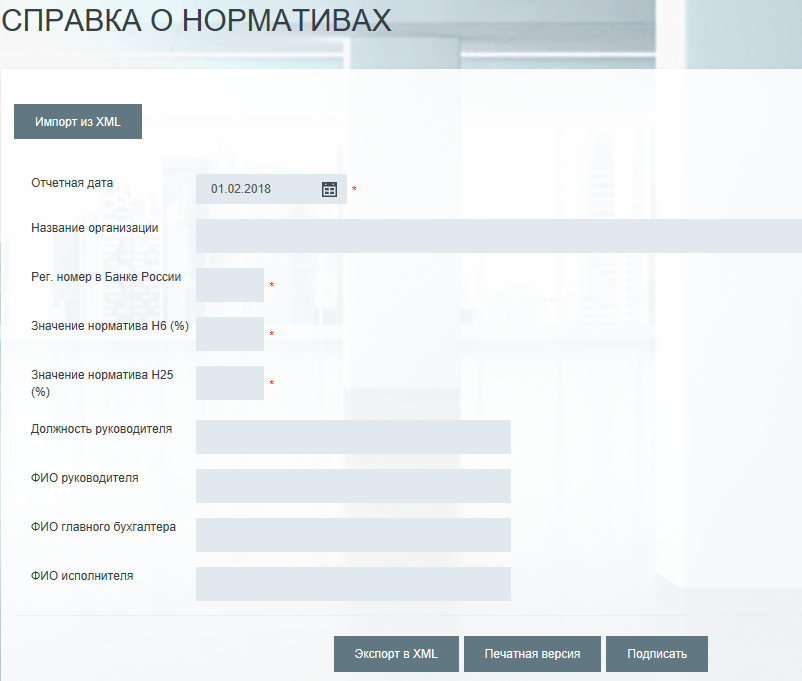 СПРАВКА О НОРМАТИВАХ
Импорт из XML
Отчетная дата
01.02.2018 *
Название организации
Рег. номер в Банке России
*
Значение норматива Н6 (%)
*
Значение норматива Н25
(%)
*
Должность руководителя
ФИО руководителя
ФИО главного бухгалтера
ФИО исполнителя
Экспорт в XML Печатная версия Подписать